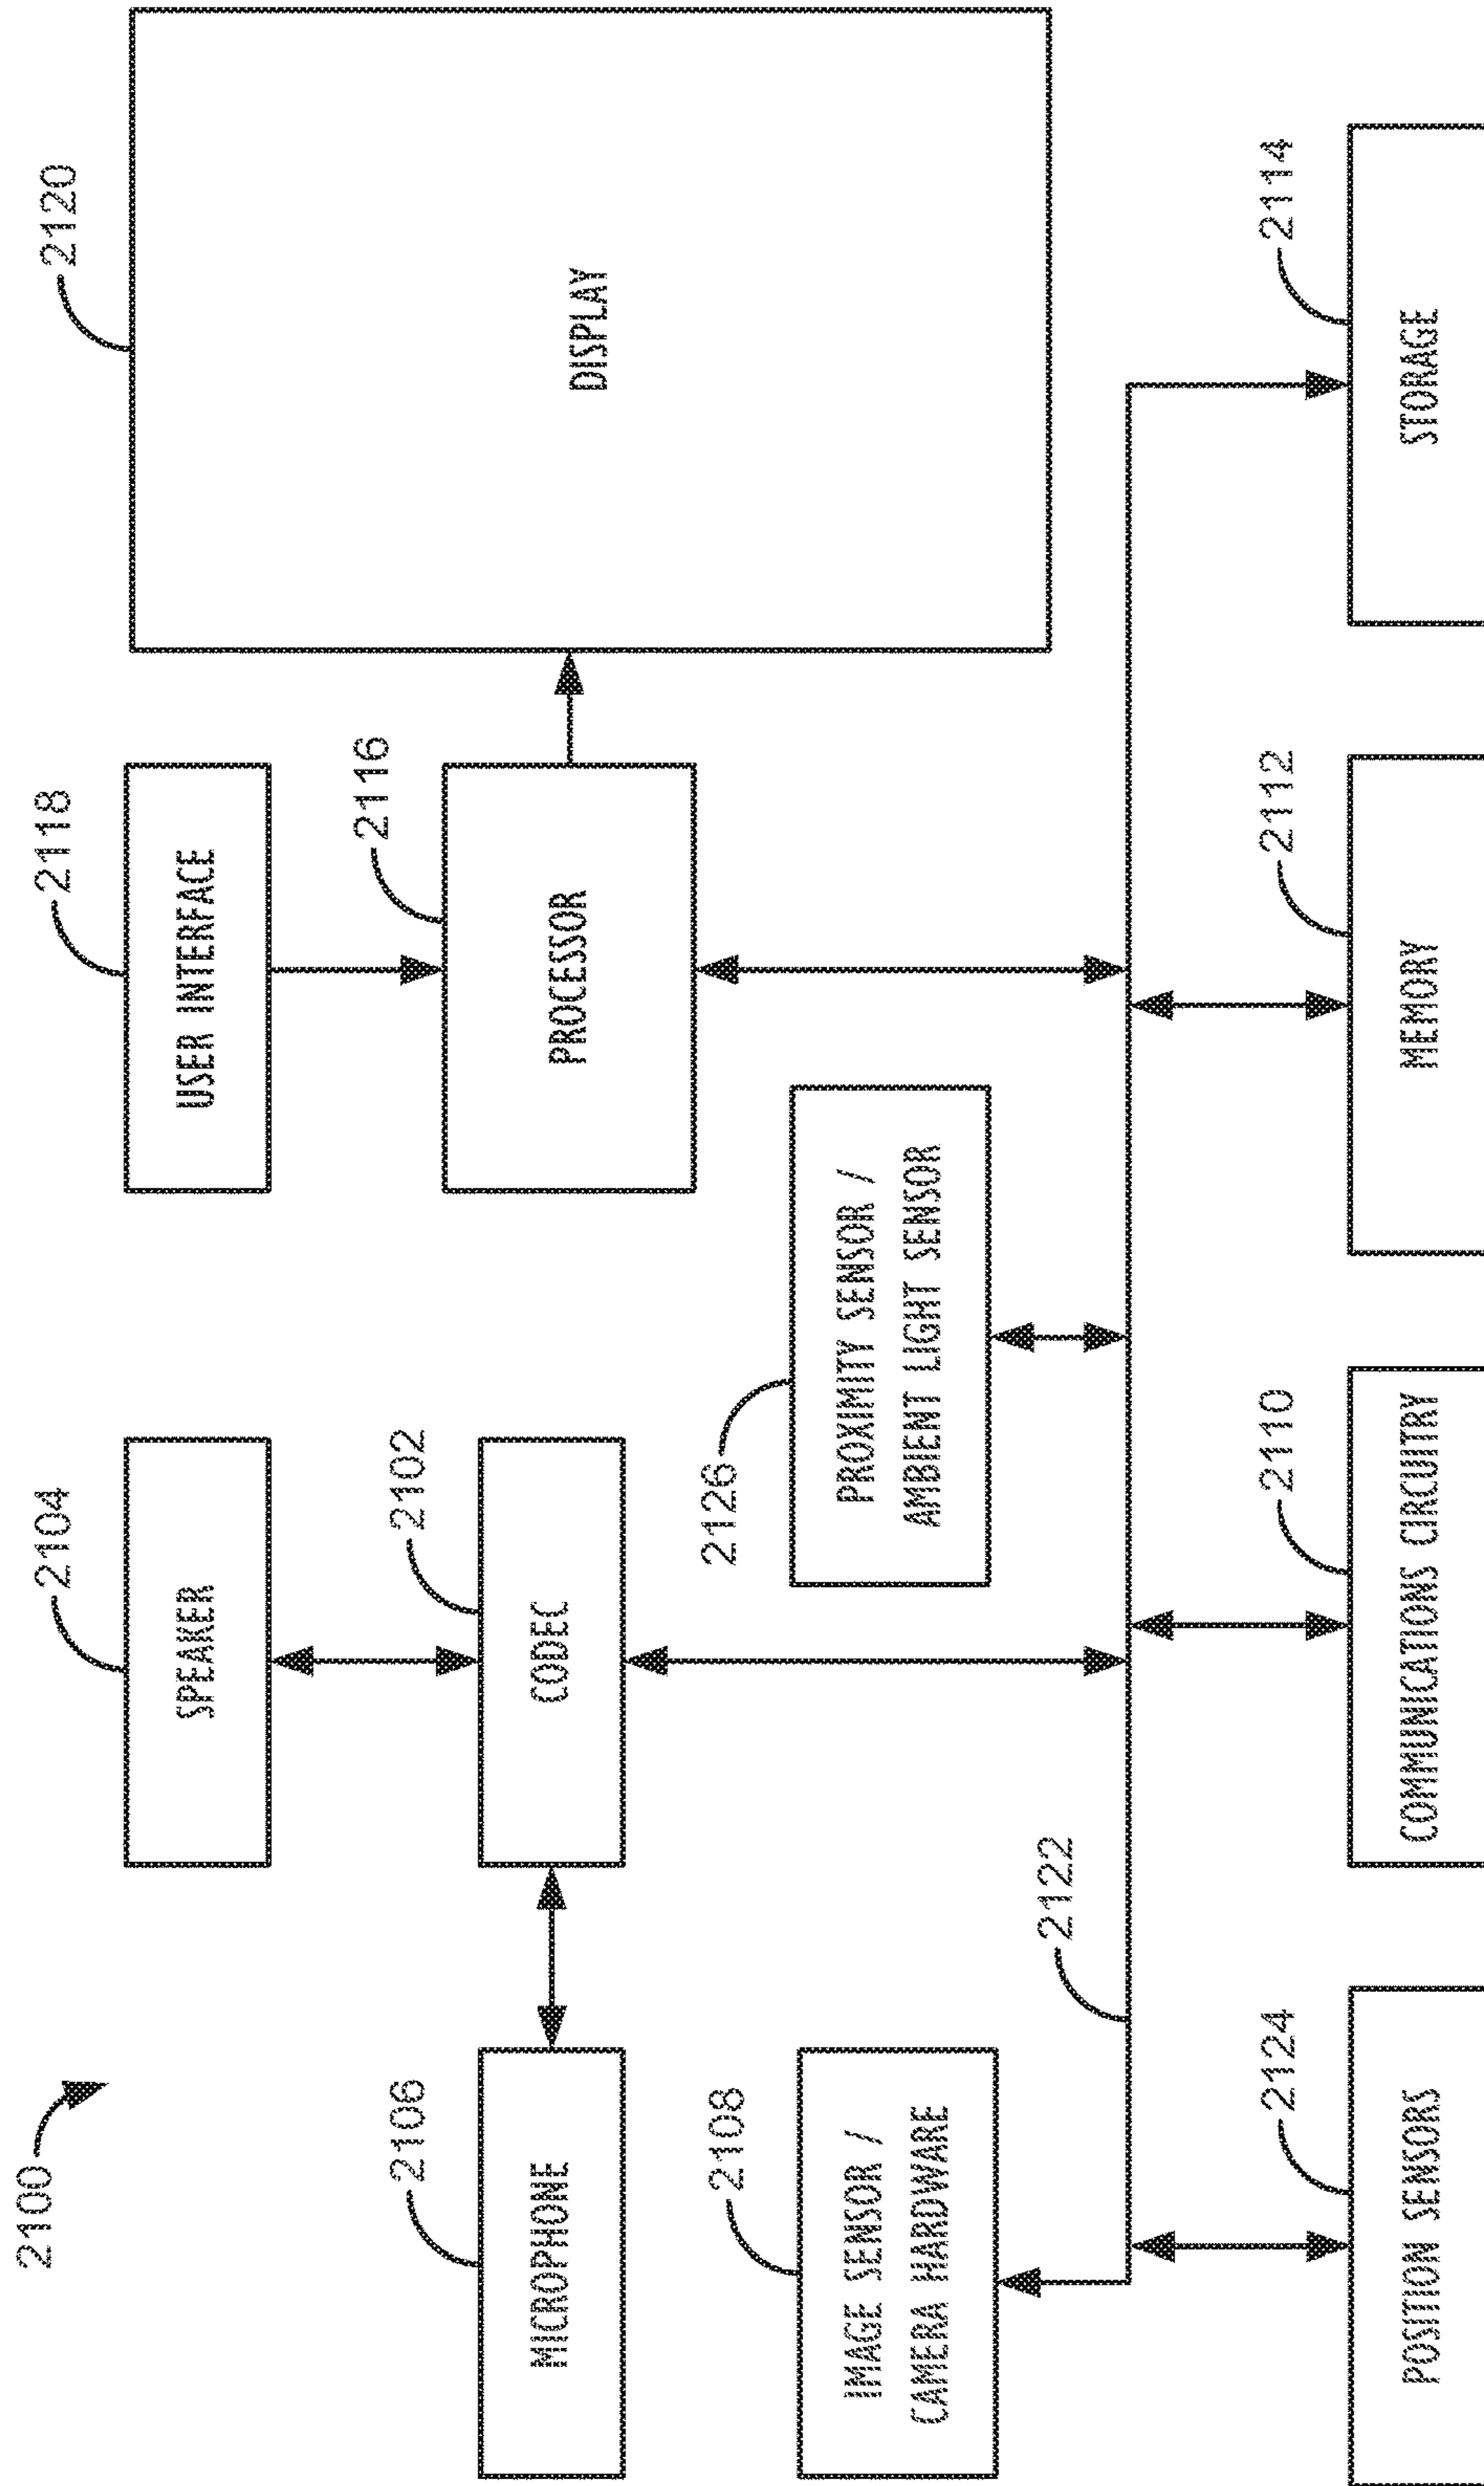 2100
2104
2118
2120
SPEAKER
USER INTERFACE
2116
2106
2102
MICROPHONE
CODEC
PROCESSOR
DISPLAY
2108
2126
IMAGE SENSOR /
CAMERA HARDWARE
PROXIMITY SENSOR /
AMBIENT LIGHT SENSOR
2122
2124
2110
2112
2114
POSITION SENSORS
COMMUNICATIONS CIRCUITRY
MEMORY
STORAGE